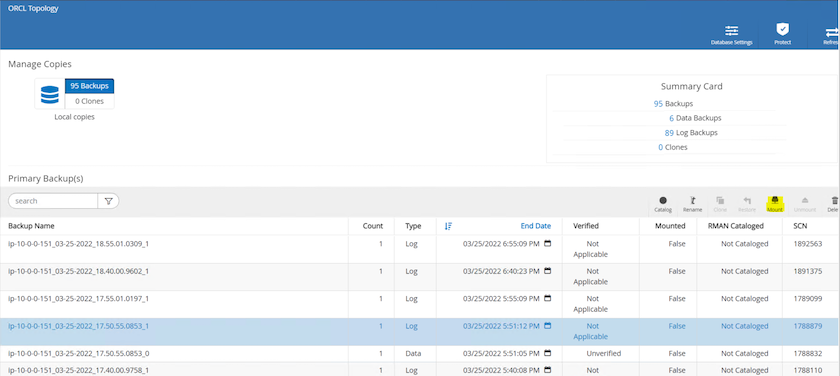 ORCL Topology
Database Settings Protect Refres
Manage Copies
95 Backups
0 Clones
Local copies
Summary Card
95 Backups
6 Data Backups
89 Log Backups
0 Clones
Primary Backup(s)
search
Catalog Rename Clone Restore Mount Unmount Dele
Backup Name Count Type End Date Verified Mounted RMAN Cataloged SCN
ip-10-0-0-151_03-25-2022_18.55.01.0309_1 1 Log 03/25/2022 6:55:09 PM Not Applicable False Not Cataloged 1892563
ip-10-0-0-151_03-25-2022_18.40.00.9602_1 1 Log 03/25/2022 6:40:23 PM Not Applicable False Not Cataloged 1891375
ip-10-0-0-151_03-25-2022_17.55.01.0197_1 1 Log 03/25/2022 5:55:09 PM Not Applicable False Not Cataloged 1789099
ip-10-0-0-151_03-25-2022_17.50.55.0853_1 1 Log 03/25/2022 5:51:12 PM Not Applicable False Not Cataloged 1788879
ip-10-0-0-151_03-25-2022_17.50.55.0853_0 1 Data 03/25/2022 5:51:05 PM Unverified False Not Cataloged 1788832
ip-10-0-0-151_03-25-2022_17.40.00.9758_1 1 Log 03/25/2022 5:40:08 PM Not False Not Cataloged 1788110